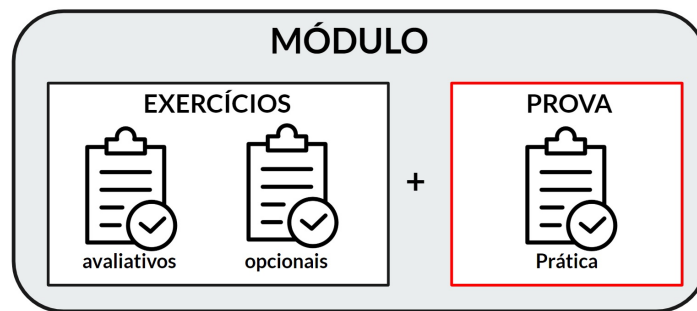 MÓDULO
EXERCÍCIOS
avaliativos
opcionais
+
PROVA
Prática